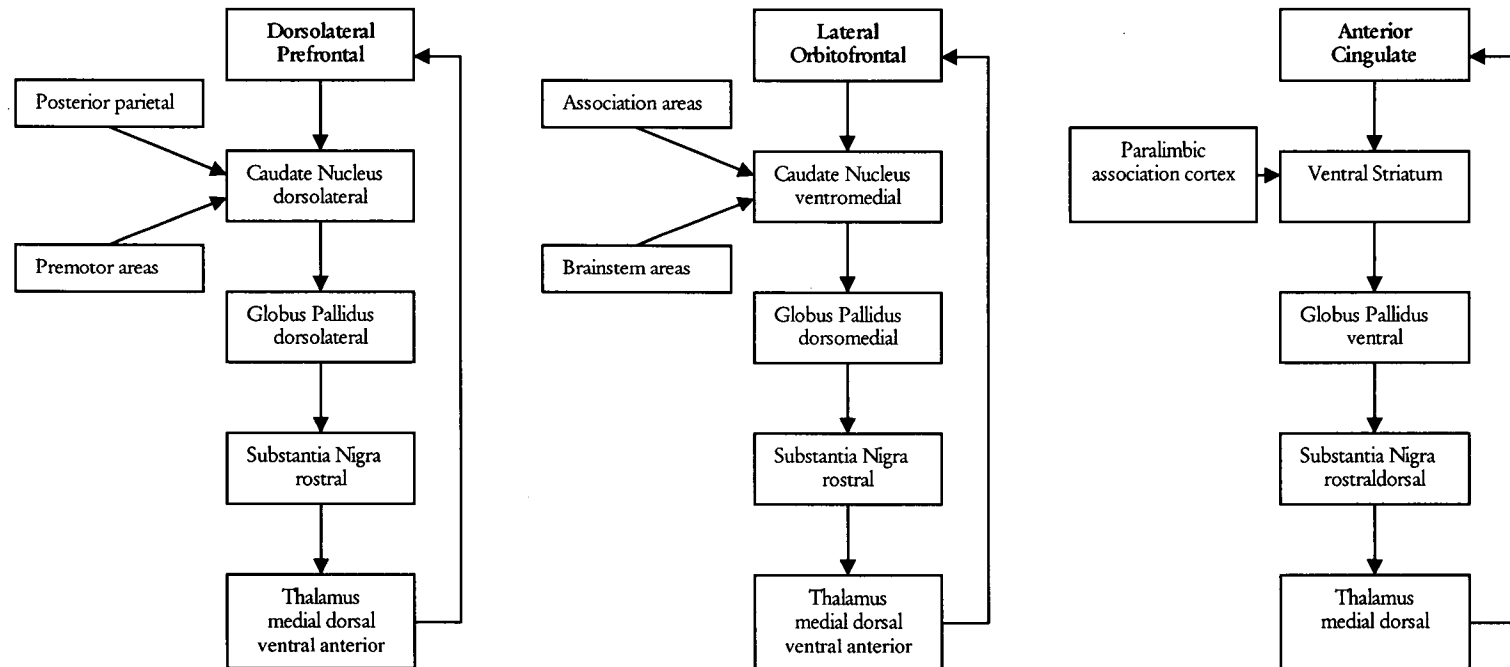 Dorsolateral
Prefrontal
Posterior parietal
Caudate Nucleus
dorsolateral
Premotor areas
Globus Pallidus
dorsolateral
Substantia Nigra
rostral
Thalamus
medial dorsal
ventral anterior
Lateral
Orbitofrontal
Association areas
Caudate Nucleus
ventromedial
Brainstem areas
Globus Pallidus
dorsomedial
Substantia Nigra
rostral
Thalamus
medial dorsal
ventral anterior
Anterior
Cingulate
Paralimbic
association cortex
Ventral Striatum
Globus Pallidus
ventral
Substantia Nigra
rostraldorsal
Thalamus
medial dorsal